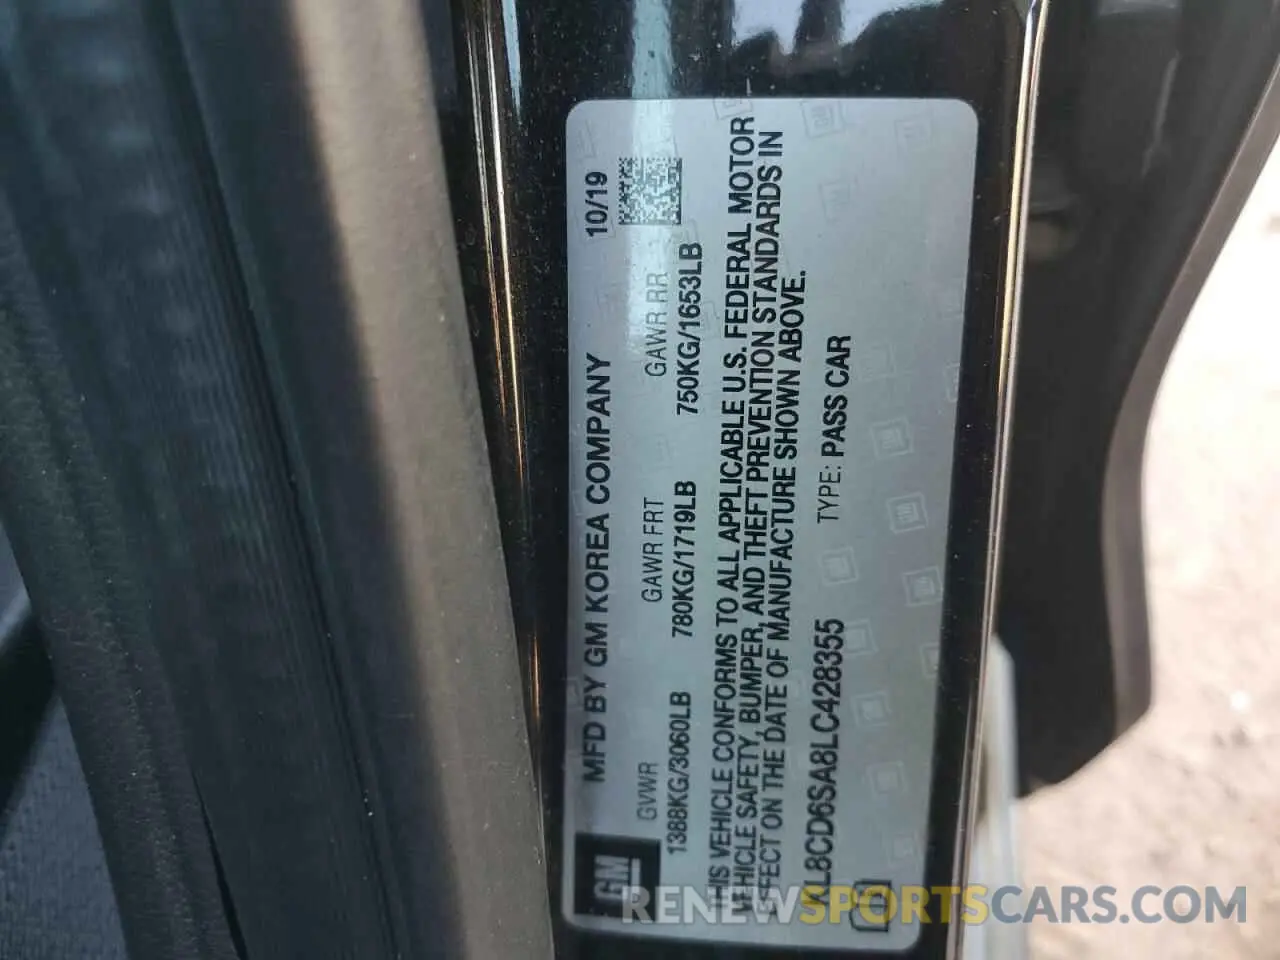 GM
MFD BY GM KOREA COMPANY 10/19
GVWR GAWR FRT GAWR RR
1388KG/3060LB 780KG/1719LB 750KG/1653LB
THIS VEHICLE CONFORMS TO ALL APPLICABLE U.S. FEDERAL MOTOR
VEHICLE SAFETY, BUMPER, AND THEFT PREVENTION STANDARDS IN
EFFECT ON THE DATE OF MANUFACTURE SHOWN ABOVE.
KL8CD6SA8LC428355 TYPE: PASS CAR
RENEWSPORTSCARS.COM